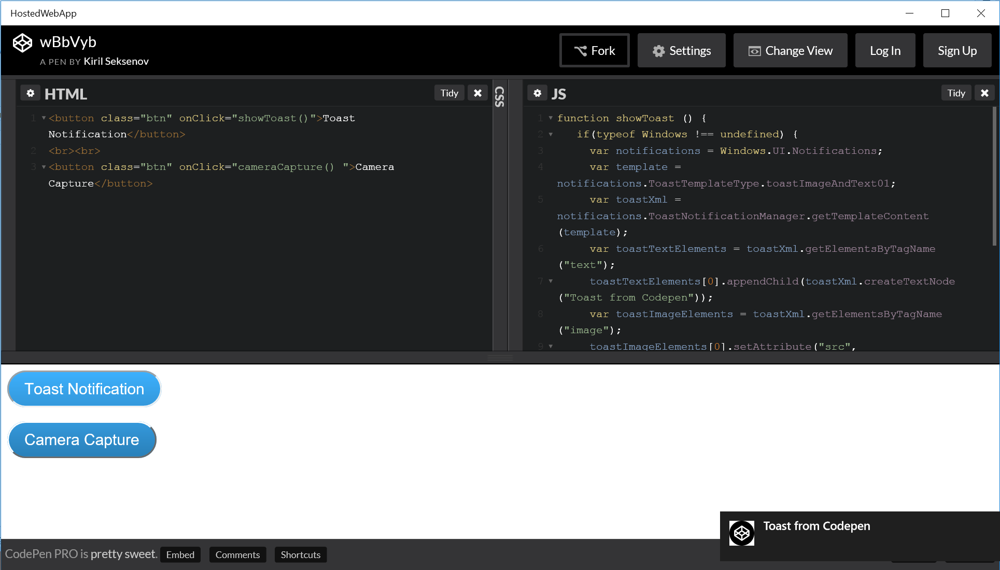 HostedWebApp
wBbVyb
A PEN BY Kiril Seksenov
Fork
Settings
Change View
Log In
Sign Up
HTML
Tidy
1 <button class="btn" onClick="showToast()">Toast
Notification</button>
2 <br><br>
3 <button class="btn" onClick="cameraCapture() ">Camera
Capture</button>
CSS
JS
Tidy
1 function showToast () {
2 if(typeof Windows !== undefined) {
3 var notifications = Windows.UI.Notifications;
4 var template =
notifications.ToastTemplateType.toastImageAndText01;
5 var toastXml =
notifications.ToastNotificationManager.getTemplateContent
(template);
6 var toastTextElements = toastXml.getElementsByTagName
("text");
7 toastTextElements[0].appendChild(toastXml.createTextNode
("Toast from Codepen"));
8 var toastImageElements = toastXml.getElementsByTagName
("image");
9 toastImageElements[0].setAttribute("src",
Toast Notification
Camera Capture
Toast from Codepen
CodePen PRO is pretty sweet.
Embed
Comments
Shortcuts